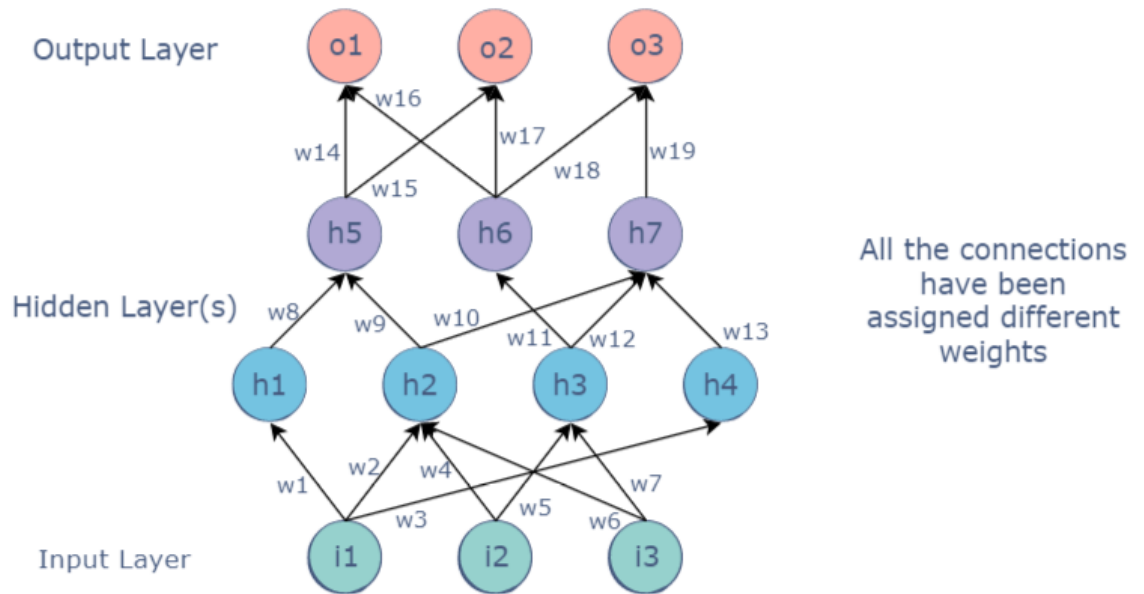 Output Layer
o1 o2 o3
w16
w14 w17 w19
w18
w15
h5 h6 h7
All the connections
have been
assigned different
weights
Hidden Layer(s)
w8 w9 w10 w11 w12 w13
h1 h2 h3 h4
w1 w2 w4 w7
w3 w5 w6
Input Layer
i1 i2 i3